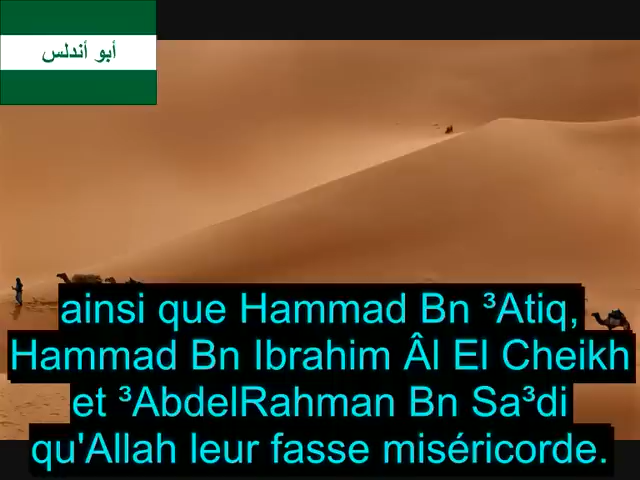 أبو أندلس
ainsi que Hammad Bn ³Atiq,
Hammad Bn Ibrahim Âl El Cheikh
et ³AbdelRahman Bn Sa³di
qu'Allah leur fasse miséricorde.